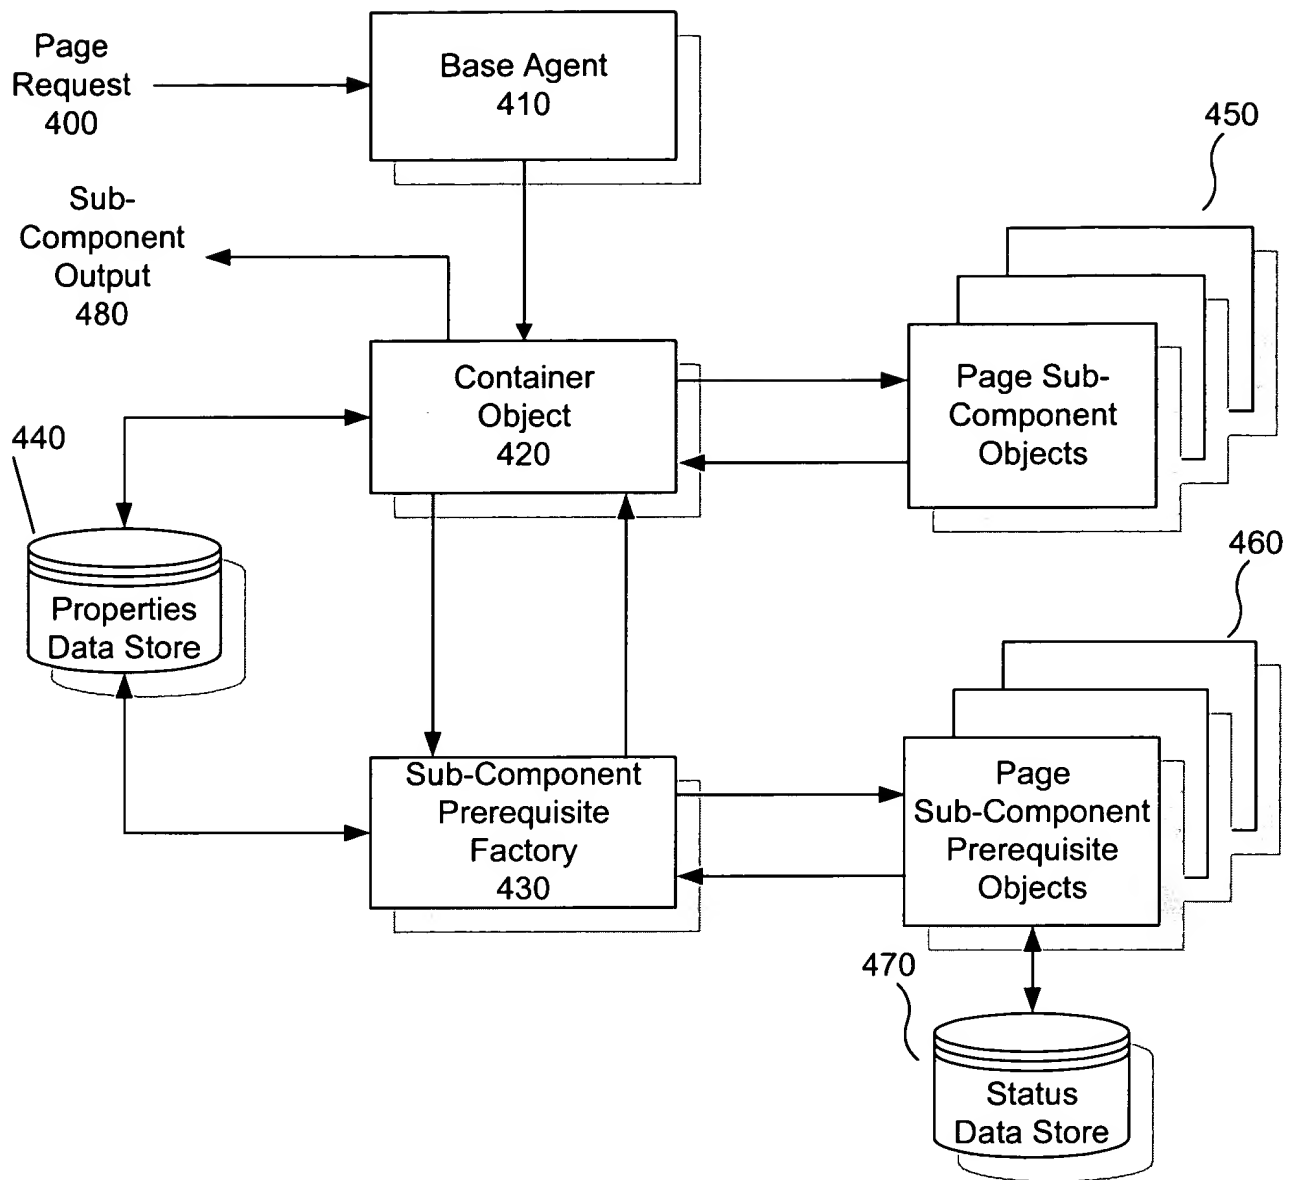 Page
Request
400
Base Agent
410
450
Sub-
Component
Output
480
Container
Object
420
Page Sub-
Component
Objects
440
Properties
Data Store
460
Sub-Component
Prerequisite
Factory
430
Page
Sub-Component
Prerequisite
Objects
470
Status
Data Store